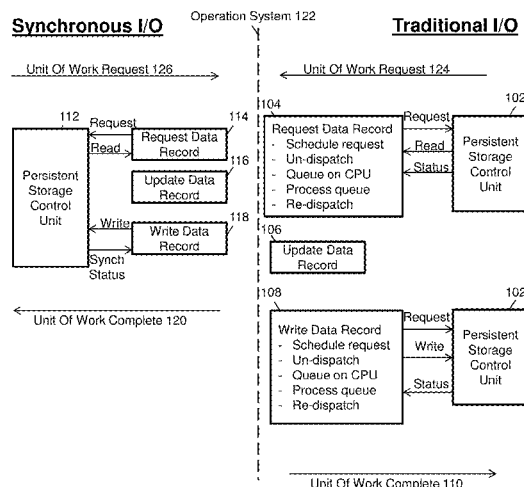 Operation System 122
Synchronous I/O
Traditional I/O
Unit Of Work Request 126
Unit Of Work Request 124
112
Persistent
Storage
Control
Unit
Request
Read
114
Request Data
Record
116
Update Data
Record
Write
Synch
Status
118
Write Data
Record
Unit Of Work Complete 120
104
Request Data Record
- Schedule request
- Un-dispatch
- Queue on CPU
- Process queue
- Re-dispatch
Request
Read
Status
102
Persistent
Storage
Control
Unit
106
Update Data
Record
108
Write Data Record
- Schedule request
- Un-dispatch
- Queue on CPU
- Process queue
- Re-dispatch
Request
Write
Status
102
Persistent
Storage
Control
Unit
Unit Of Work Complete 110